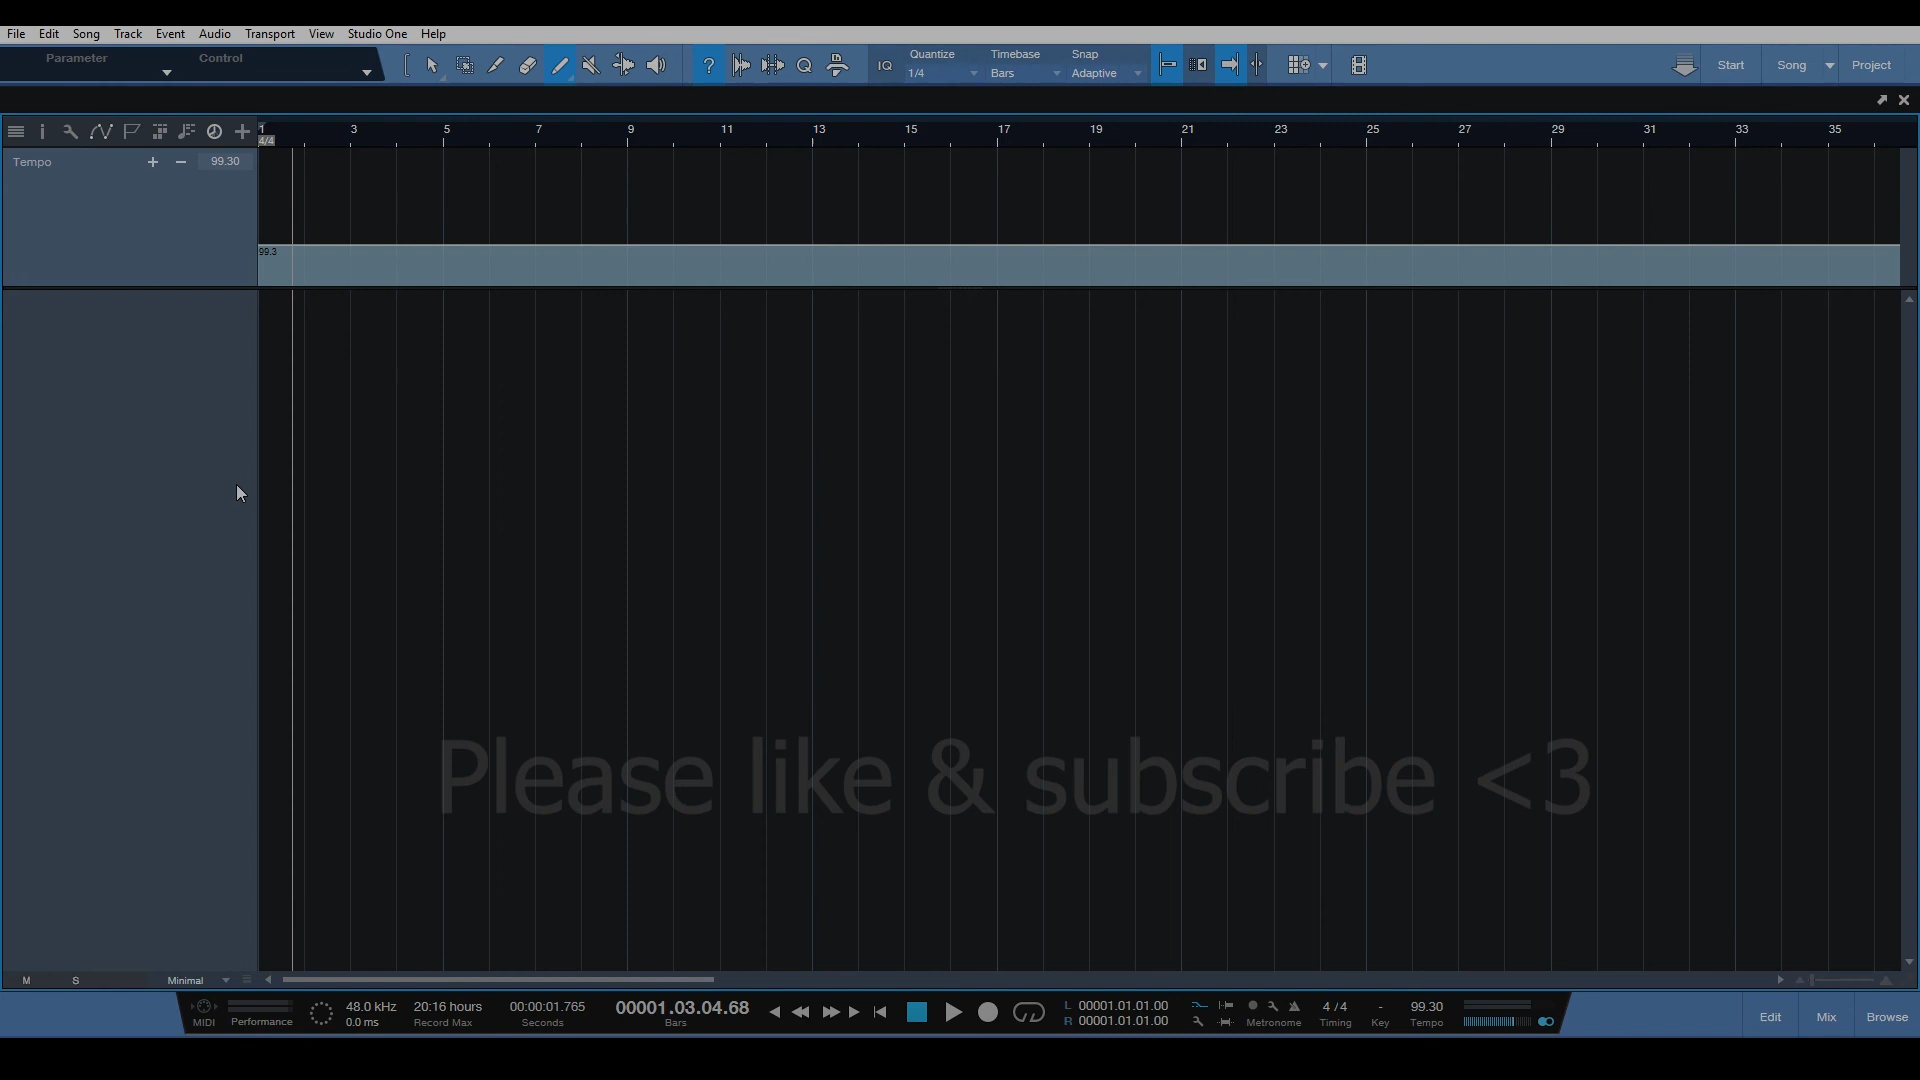 File Edit Song Track Event Audio Transport View Studio One Help
Parameter Control
? IQ Quantize 1/4 Timebase Bars Snap Adaptive Start Song Project
1 3 5 7 9 11 13 15 17 19 21 23 25 27 29 31 33 35
4/4
Tempo + − 99.30
99.3
Please like & subscribe <3
M S Minimal
MIDI Performance
48.0 kHz
0.0 ms
20:16 hours
Record Max
00:00:01.765
Seconds
00001.03.04.68
Bars
L 00001.01.01.00
R 00001.01.01.00
Metronome
4 / 4
Timing
-
Key
99.30
Tempo
Edit Mix Browse